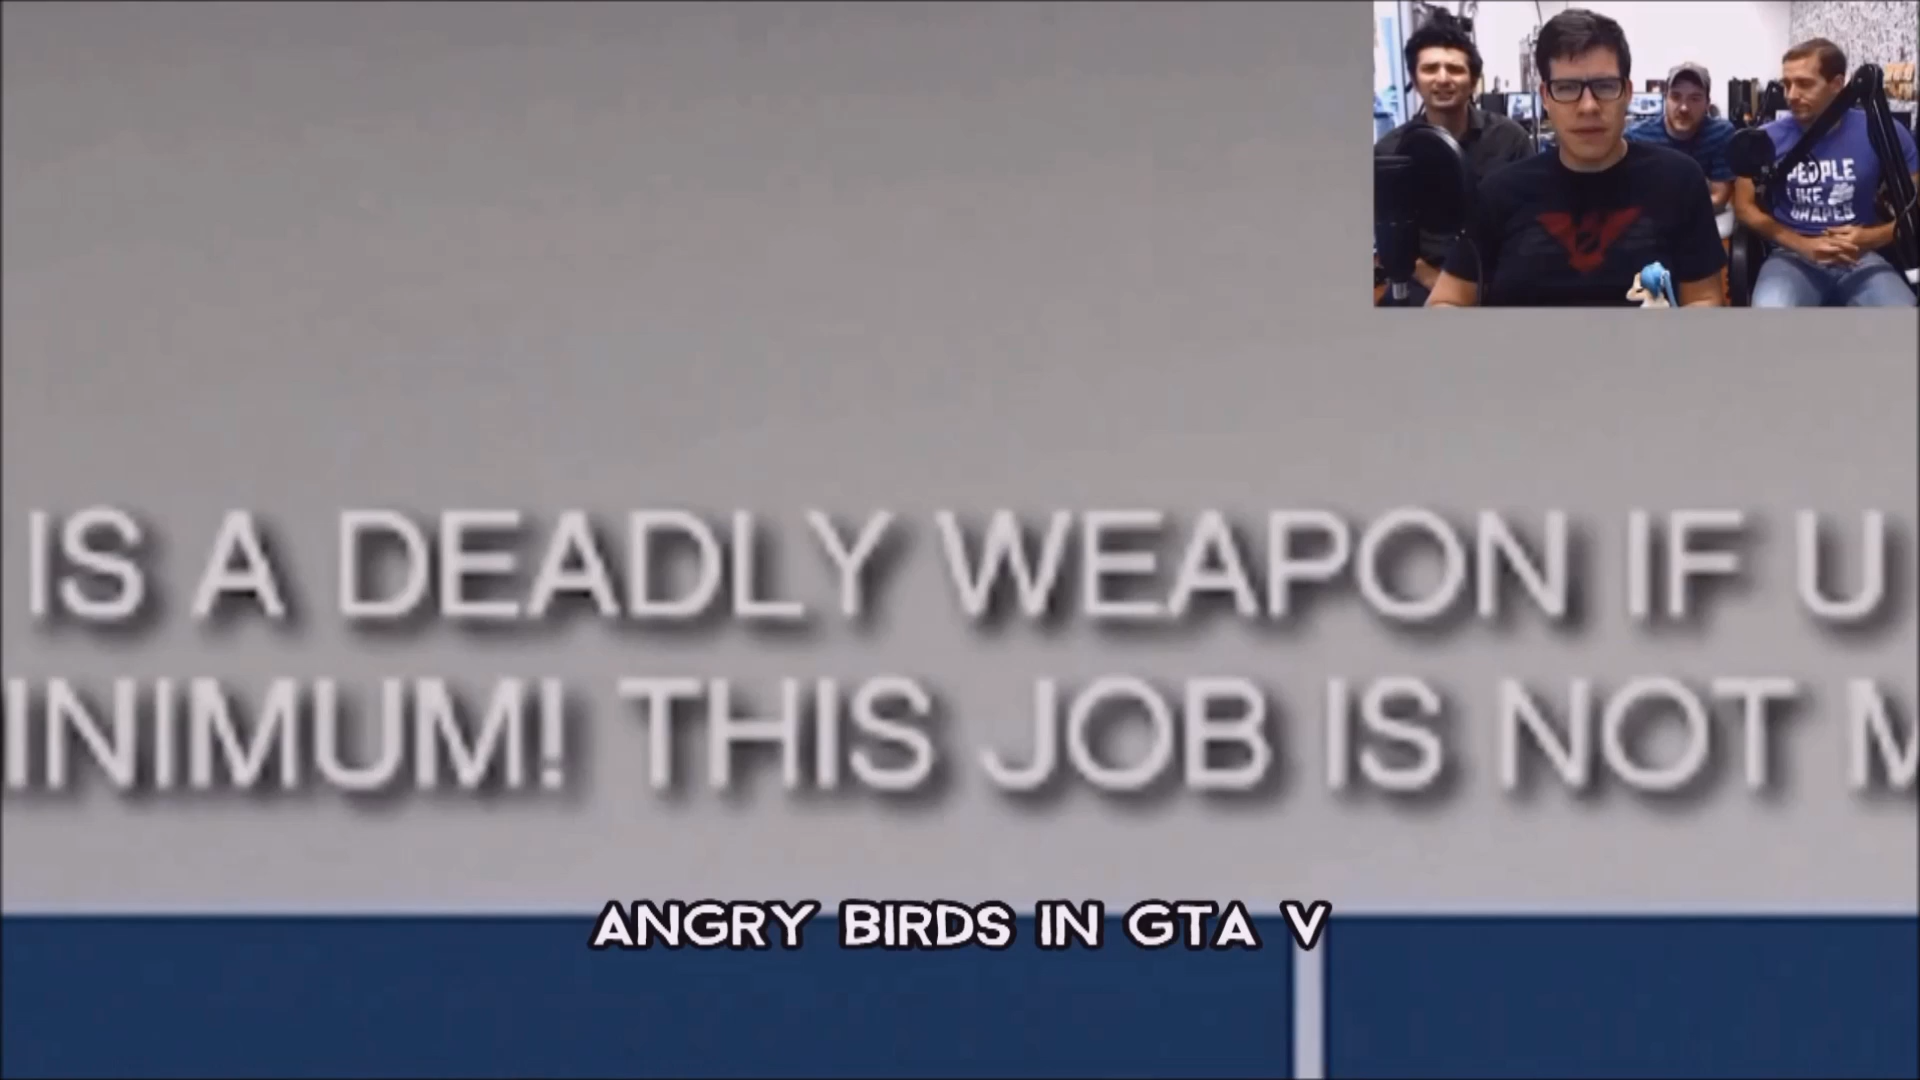 PEOPLE
LIKE
GRAPES
IS A DEADLY WEAPON IF U
INIMUM! THIS JOB IS NOT M
ANGRY BIRDS IN GTA V